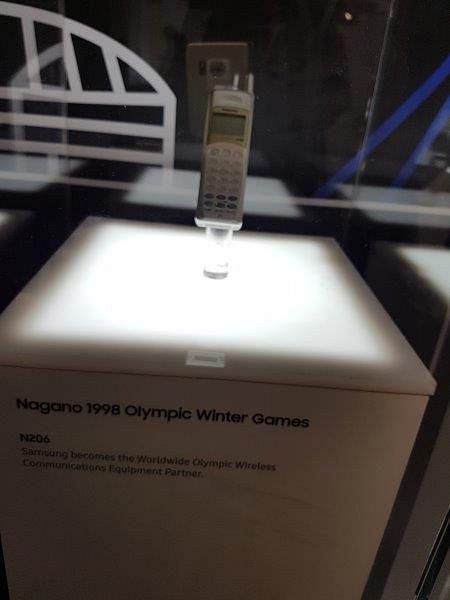 Nagano 1998 Olympic Winter Games
N206
Samsung becomes the Worldwide Olympic Wireless
Communications Equipment Partner.